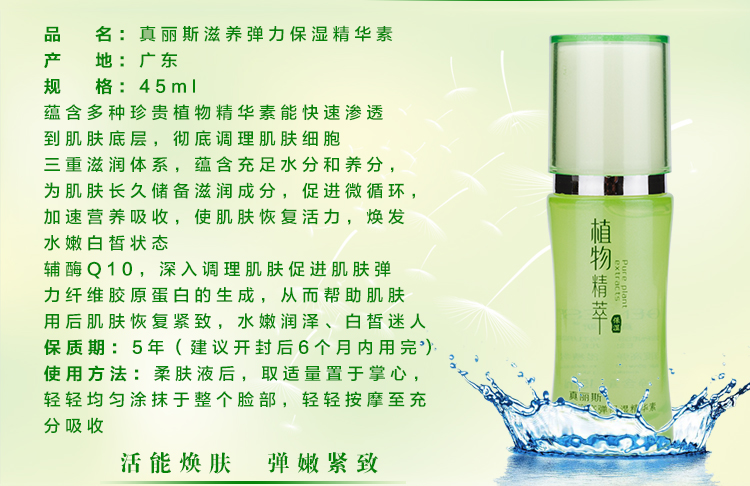 品 名：真丽斯滋养弹力保湿精华素
产 地：广东
规 格：45ml
蕴含多种珍贵植物精华素能快速渗透
到肌肤底层，彻底调理肌肤细胞
三重滋润体系，蕴含充足水分和养分，
为肌肤长久储备滋润成分，促进微循环，
加速营养吸收，使肌肤恢复活力，焕发
水嫩白皙状态
辅酶Q10，深入调理肌肤促进肌肤弹
力纤维胶原蛋白的生成，从而帮助肌肤
用后肌肤恢复紧致，水嫩润泽、白皙迷人
保质期：5年（建议开封后6个月内用完）
使用方法：柔肤液后，取适量置于掌心，
轻轻均匀涂抹于整个脸部，轻轻按摩至充
分吸收
活能焕肤 弹嫩紧致
植物精萃
Pure plant
extracts
保湿
真丽斯
弹力保湿精华素